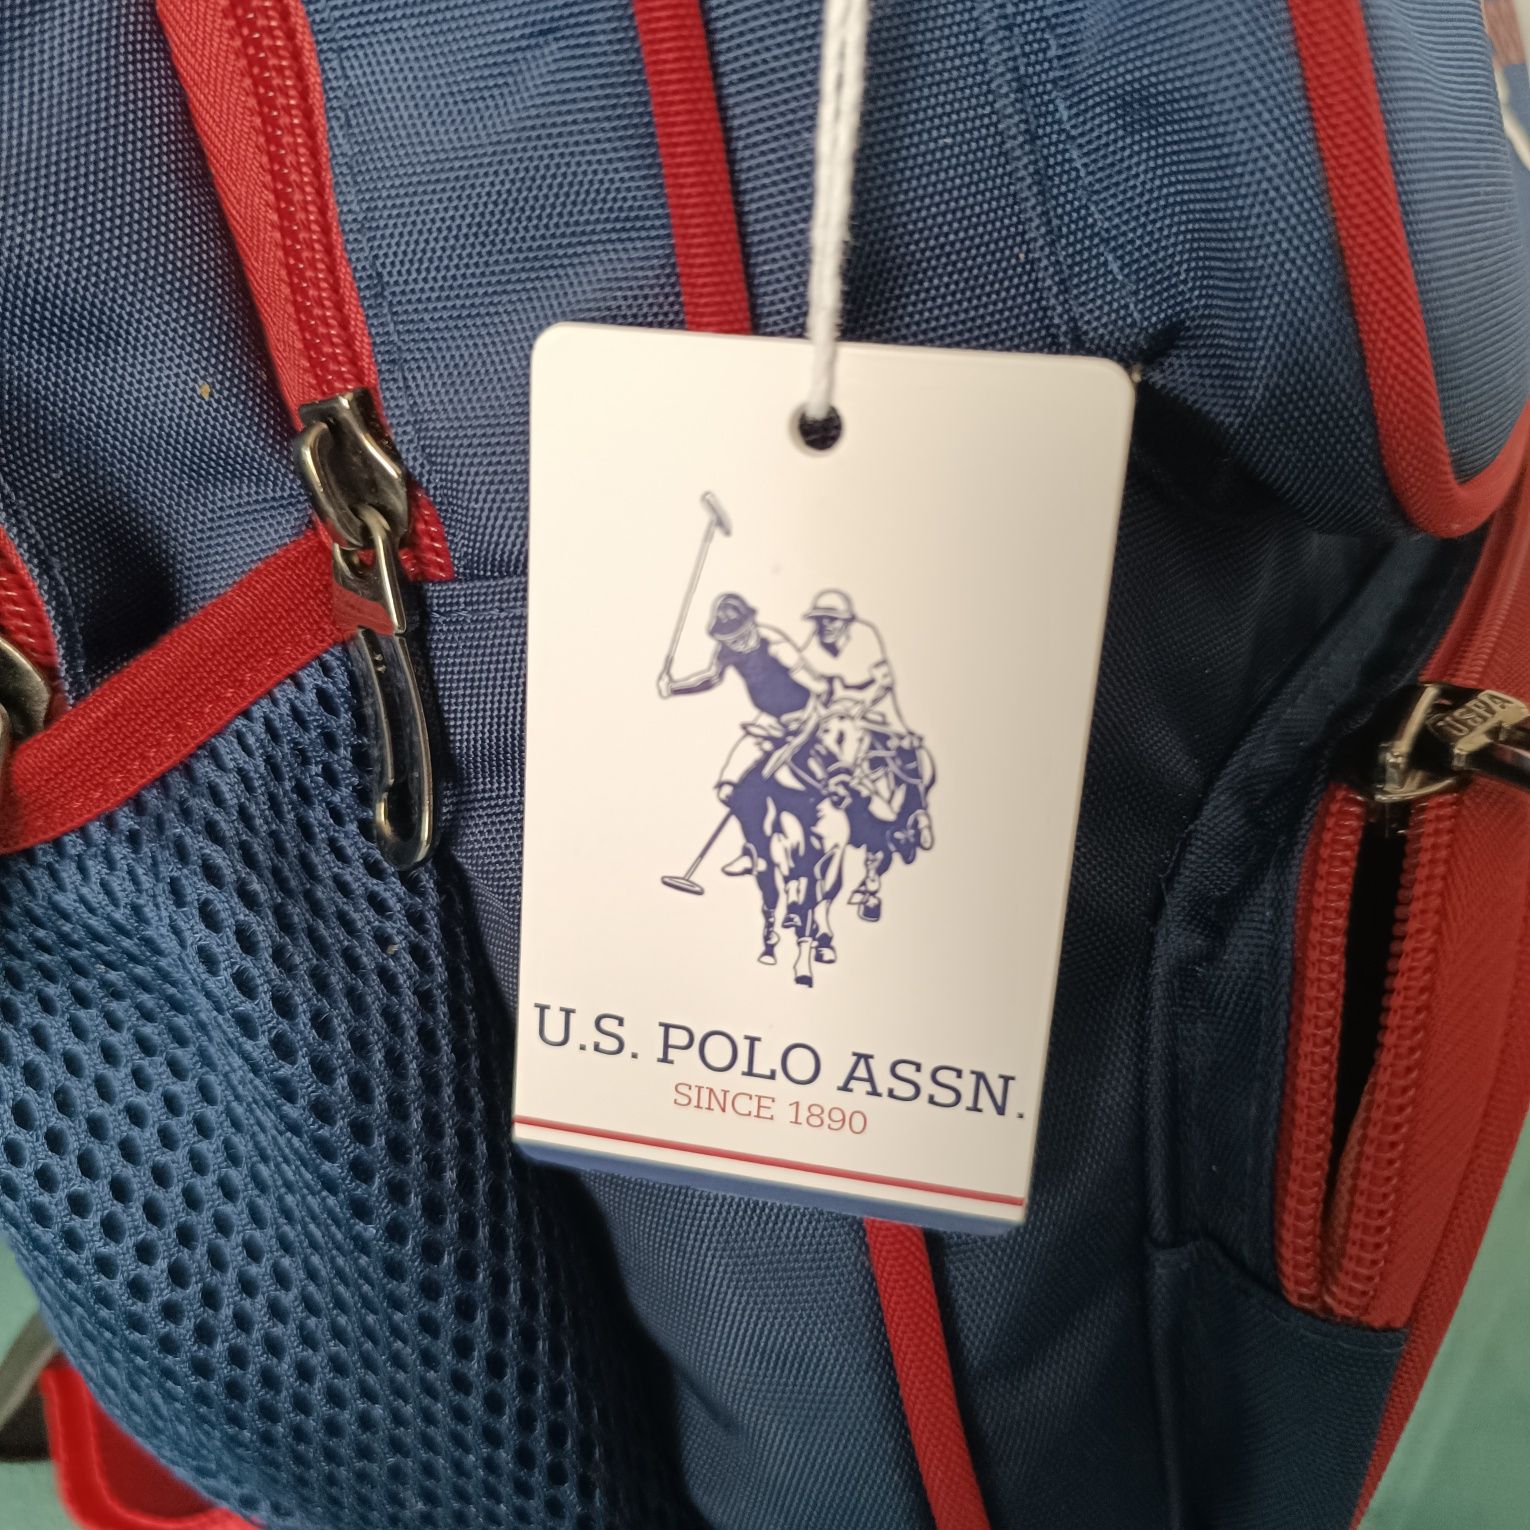 U.S. POLO ASSN.
SINCE 1890